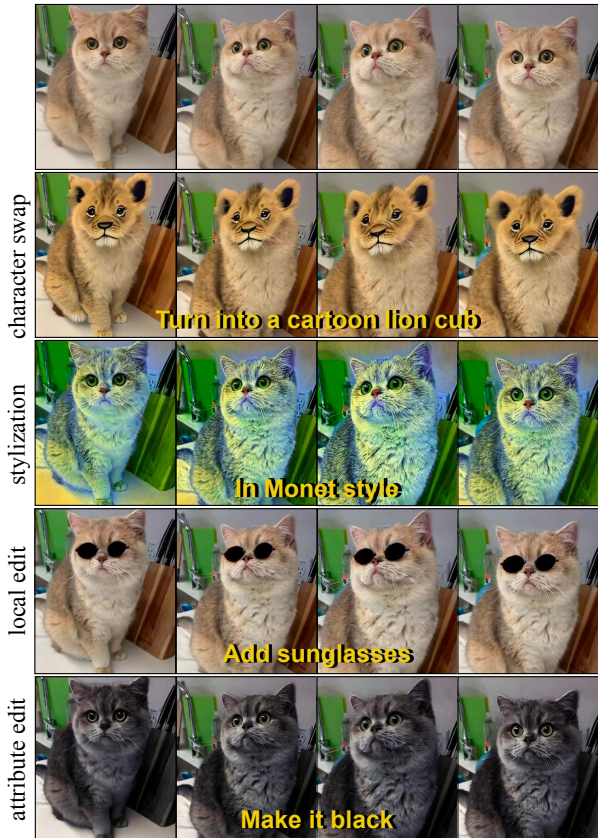 character swap
Turn into a cartoon lion cub
stylization
In Monet style
local edit
Add sunglasses
attribute edit
Make it black